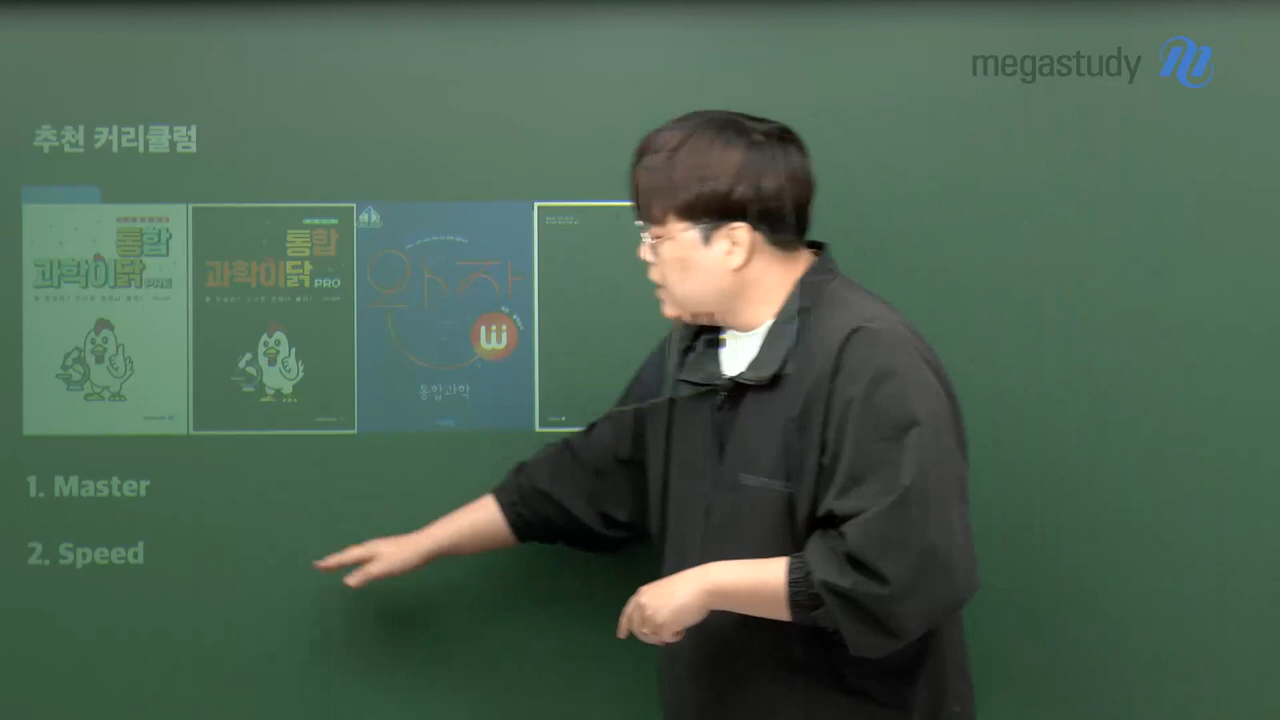 megastudy
추천 커리큘럼
통합
과학이닭 PRE
통합
과학이닭 PRO
완자
통합과학
1. Master
2. Speed